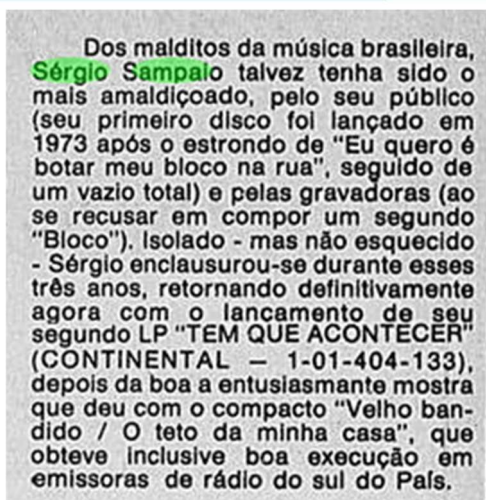 Dos malditos da música brasileira,
Sérgio Sampaio talvez tenha sido o
mais amaldiçoado, pelo seu público
(seu primeiro disco foi lançado em
1973 após o estrondo de "Eu quero é
botar meu bloco na rua", seguido de
um vazio total) e pelas gravadoras (ao
se recusar em compor um segundo
"Bloco"). Isolado - mas não esquecido
- Sérgio enclausurou-se durante esses
três anos, retornando definitivamente
agora com o lançamento de seu
segundo LP "TEM QUE ACONTECER"
(CONTINENTAL — 1-01-404-133),
depois da boa a entusiasmante mostra
que deu com o compacto "Velho ban-
dido / O teto da minha casa", que
obteve inclusive boa execução em
emissoras de rádio do sul do País.